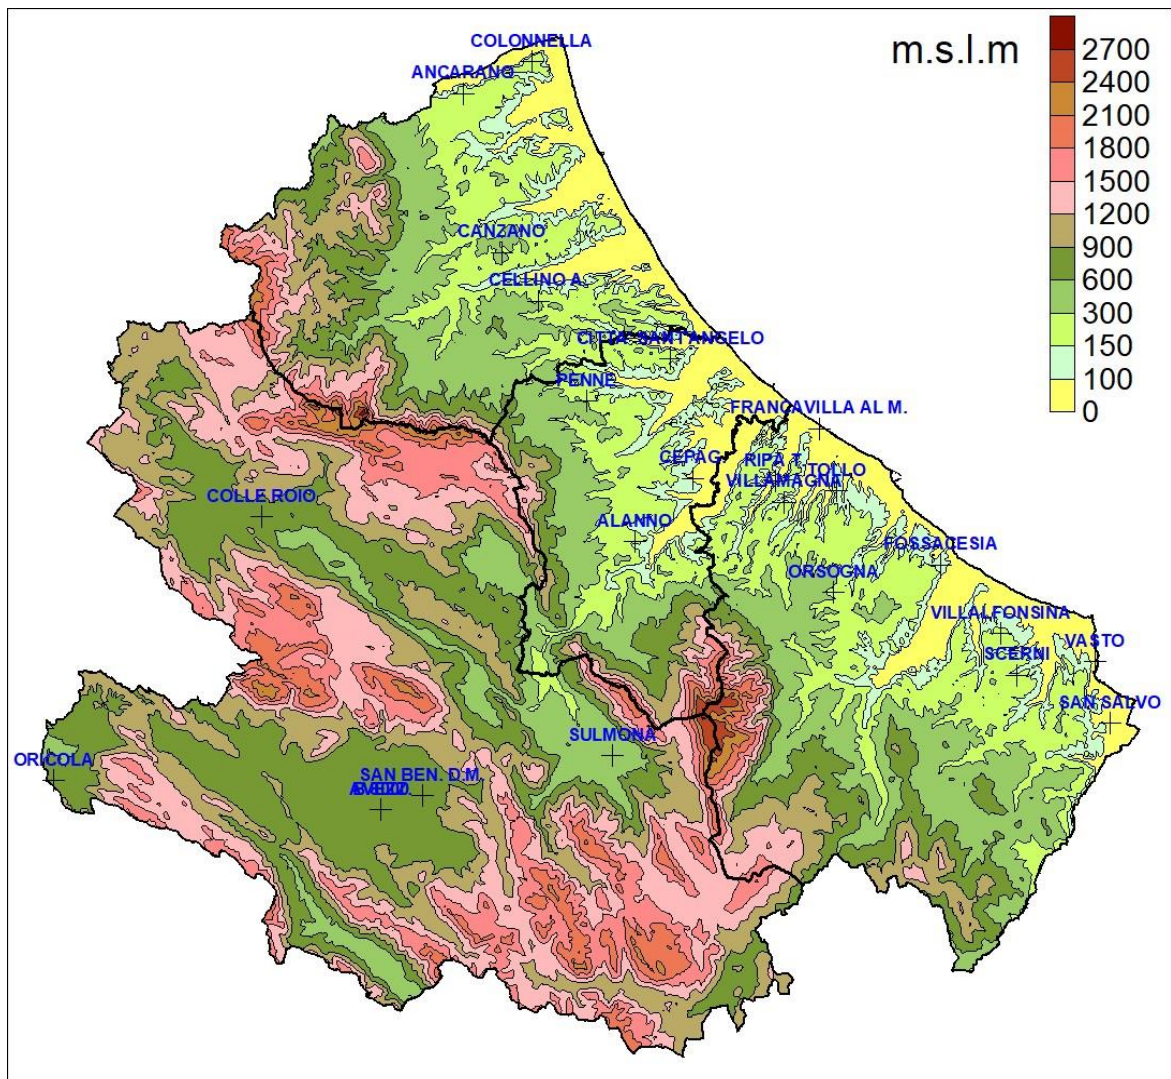 m.s.l.m
2700
2400
2100
1800
1500
1200
900
600
300
150
100
0
COLONNELLA
ANCARANO
CANZANO
CELLINO A.
CITTA' SANT'ANGELO
PENNE
FRANCAVILLA AL M.
CEPAG
RIPA T.
TOLLO
VILLAMAGNA
COLLE ROIO
ALANNO
FOSSACESIA
ORSOGNA
VILLALFONSINA
VASTO
SCERNI
SAN SALVO
SULMONA
ORICOLA
SAN BEN. D.M.